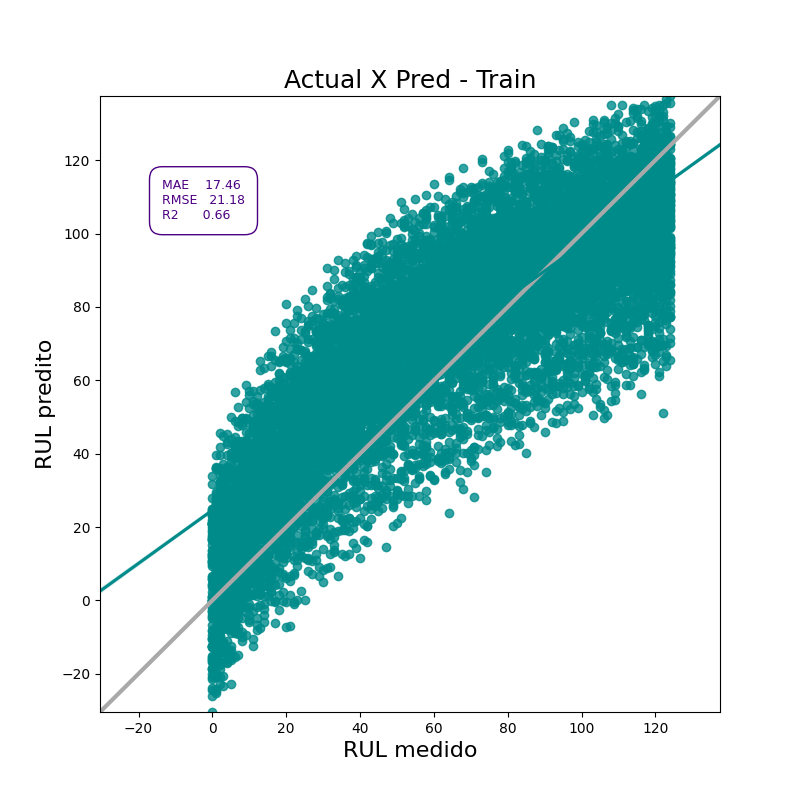 Actual X Pred - Train
MAE 17.46
RMSE 21.18
R2 0.66
RUL predito
120
100
80
60
40
20
0
−20
−20 0 20 40 60 80 100 120
RUL medido